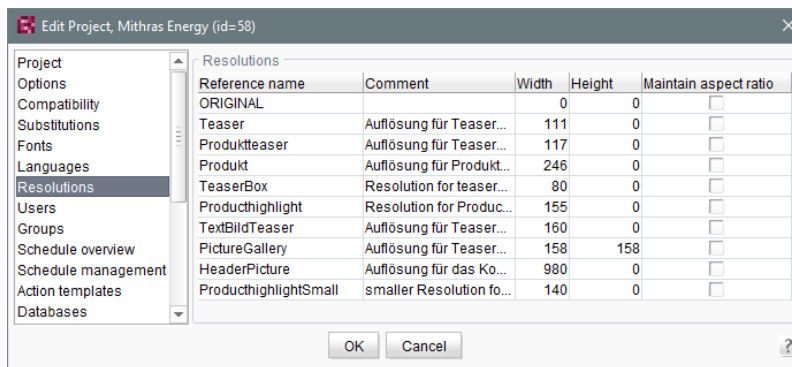 Edit Project, Mithras Energy (id=58)
Project
Options
Compatibility
Substitutions
Fonts
Languages
Resolutions
Users
Groups
Schedule overview
Schedule management
Action templates
Databases
Resolutions
Reference name Comment Width Height Maintain aspect ratio
ORIGINAL 0 0
Teaser Auflösung für Teaser... 111 0
Produktteaser Auflösung für Teaser... 117 0
Produkt Auflösung für Produkt... 246 0
TeaserBox Resolution for teaser... 80 0
Producthighlight Resolution for Produc... 155 0
TextBildTeaser Auflösung für Teaser... 160 0
PictureGallery Auflösung für Teaser... 158 158
HeaderPicture Auflösung für das Ko... 980 0
ProducthighlightSmall smaller Resolution fo... 140 0
OK Cancel ?